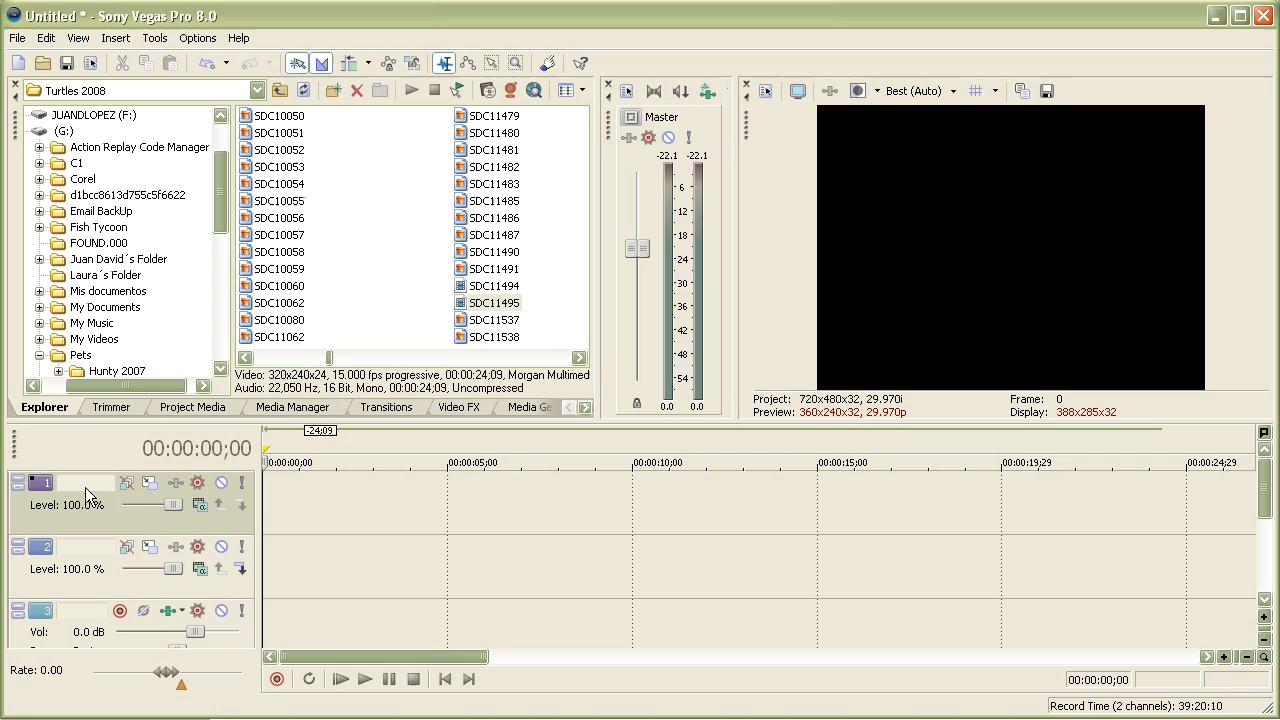 Untitled * - Sony Vegas Pro 8.0
File Edit View Insert Tools Options Help
Turtles 2008
Best (Auto)
JUANLOPEZ (F:)
(G:)
Action Replay Code Manager
C1
Corel
d1bcc8613d755c5f6622
Email BackUp
Fish Tycoon
FOUND.000
Juan David´s Folder
Laura´s Folder
Mis documentos
My Documents
My Music
My Videos
Pets
Hunty 2007
SDC10050
SDC10051
SDC10052
SDC10053
SDC10054
SDC10055
SDC10056
SDC10057
SDC10058
SDC10059
SDC10060
SDC10062
SDC10080
SDC11062
SDC11479
SDC11480
SDC11481
SDC11482
SDC11483
SDC11485
SDC11486
SDC11487
SDC11490
SDC11491
SDC11494
SDC11495
SDC11537
SDC11538
Video: 320x240x24, 15.000 fps progressive, 00:00:24;09, Morgan Multimed
Audio: 22,050 Hz, 16 Bit, Mono, 00:00:24;09, Uncompressed
Explorer Trimmer Project Media Media Manager Transitions Video FX Media Ge
Master
-22.1 -22.1
6
12
18
24
30
36
42
48
54
0.0 0.0
Project: 720x480x32, 29.970i Frame: 0
Preview: 360x240x32, 29.970p Display: 388x285x32
00:00:00;00
-24;09
00:00:00;00 00:00:05;00 00:00:10;00 00:00:15;00 00:00:19;29 00:00:24;29
1
Level: 100.0 %
2
Level: 100.0 %
3
Vol: 0.0 dB
Rate: 0.00
00:00:00;00
Record Time (2 channels): 39:20:10